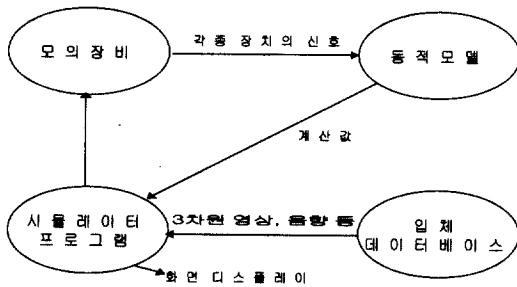 모의장비
각종 장치의 신호
동적모델
계산값
시뮬레이터
프로그램
3차원 영상, 음향 등
입체
데이터베이스
화면 디스플레이